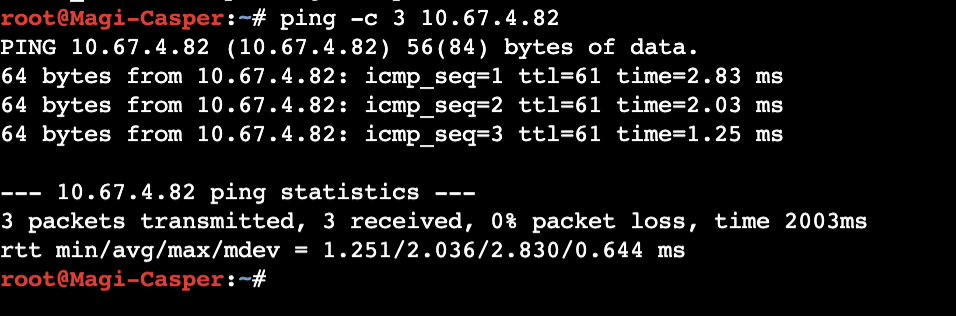 root@Magi-Casper:~# ping -c 3 10.67.4.82
PING 10.67.4.82 (10.67.4.82) 56(84) bytes of data.
64 bytes from 10.67.4.82: icmp_seq=1 ttl=61 time=2.83 ms
64 bytes from 10.67.4.82: icmp_seq=2 ttl=61 time=2.03 ms
64 bytes from 10.67.4.82: icmp_seq=3 ttl=61 time=1.25 ms

--- 10.67.4.82 ping statistics ---
3 packets transmitted, 3 received, 0% packet loss, time 2003ms
rtt min/avg/max/mdev = 1.251/2.036/2.830/0.644 ms
root@Magi-Casper:~#